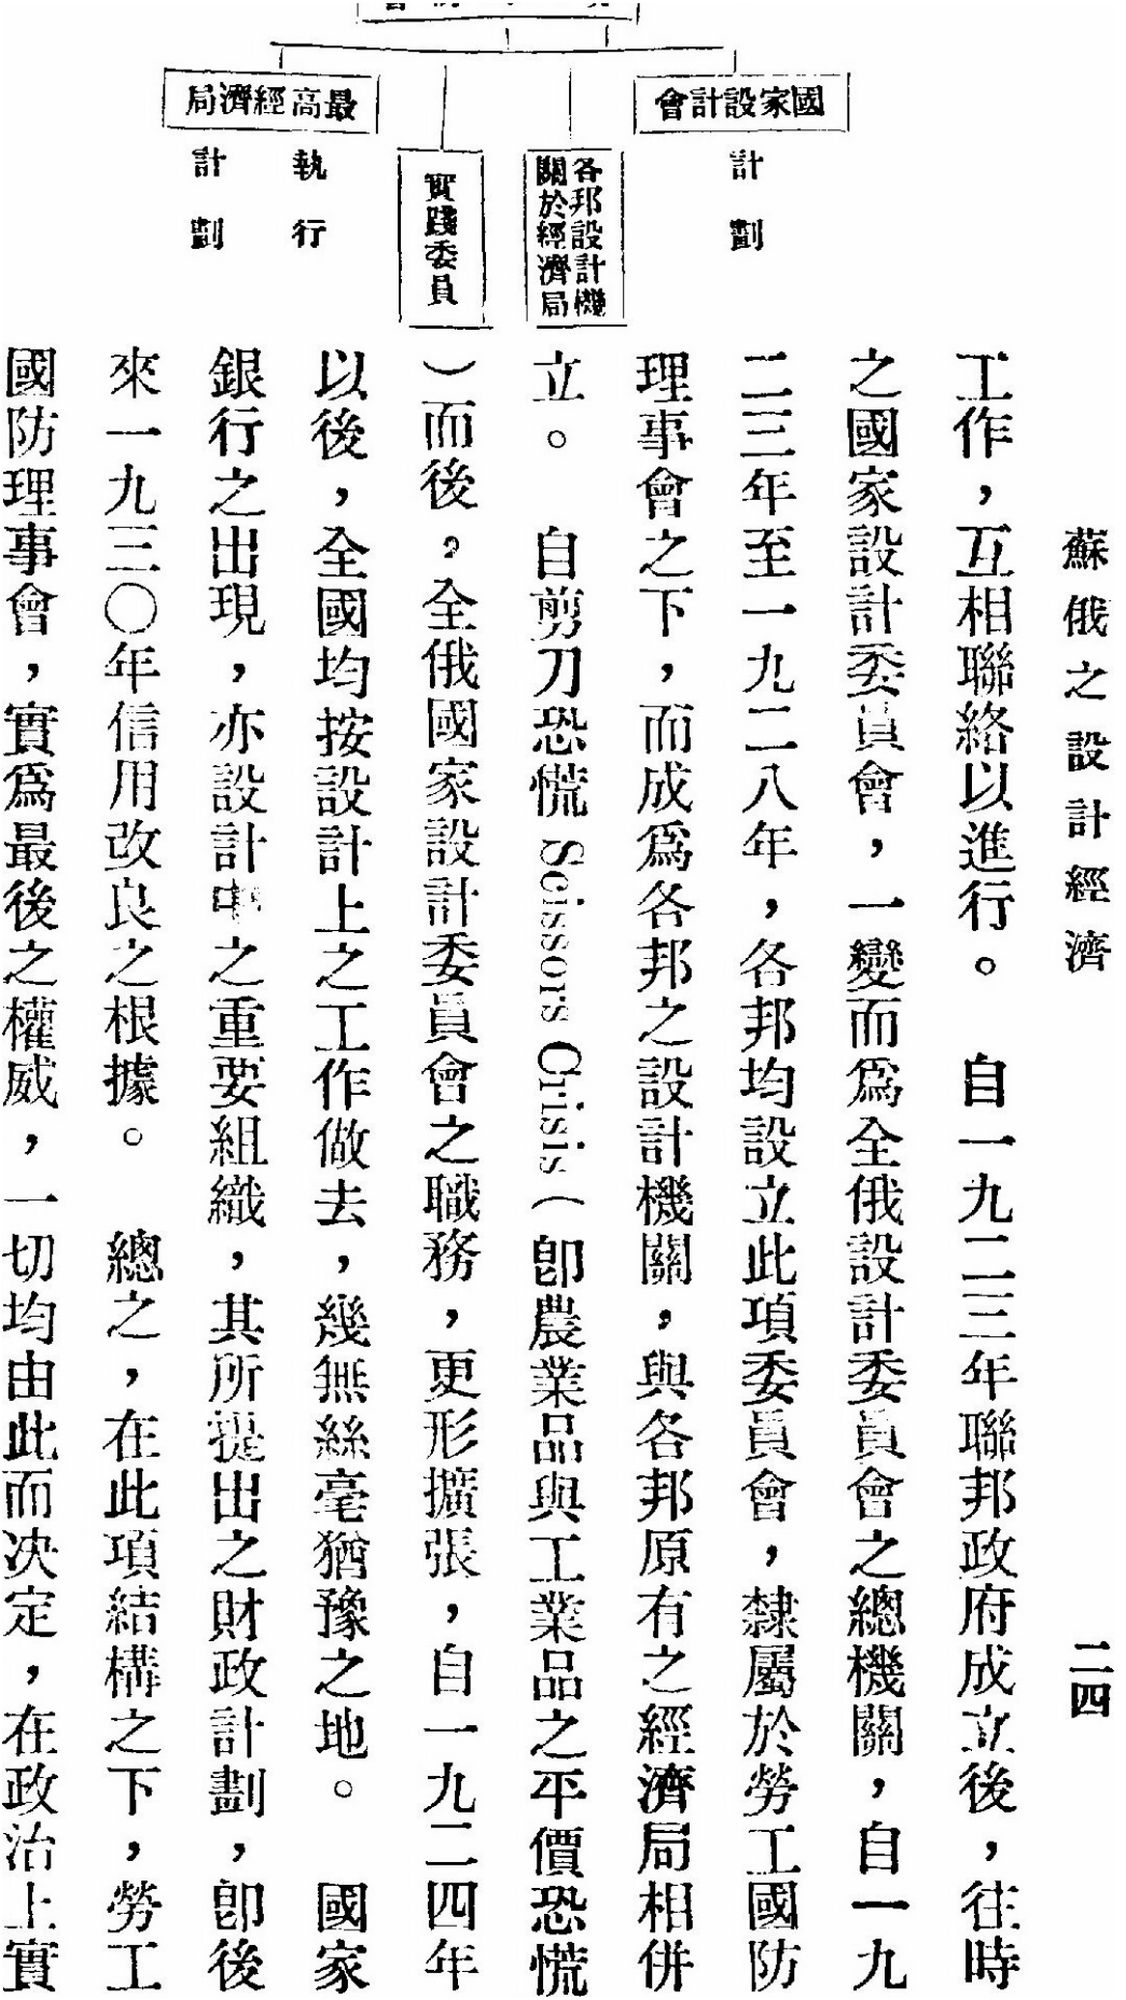 蘇俄之設計經濟
二四
國家設計會
計劃
各邦設計機
關於經濟局
實踐委員
最高經濟局
執行
計劃
工作，互相聯絡以進行。　自一九二三年聯邦政府成立後，往時
之國家設計委員會，一變而爲全俄設計委員會之總機關，自一九
二三年至一九二八年，各邦均設立此項委員會，隸屬於勞工國防
理事會之下，而成爲各邦之設計機關，與各邦原有之經濟局相併
立。　自剪刀恐慌 Scissors Crisis（卽農業品與工業品之平價恐慌
）而後。全俄國家設計委員會之職務，更形擴張，自一九二四年
以後，全國均按設計上之工作做去，幾無絲毫猶豫之地。　國家
銀行之出現，亦設計中之重要組織，其所提出之財政計劃，卽後
來一九三〇年信用改良之根據。　總之，在此項結構之下，勞工
國防理事會，實爲最後之權威，一切均由此而决定，在政治上實